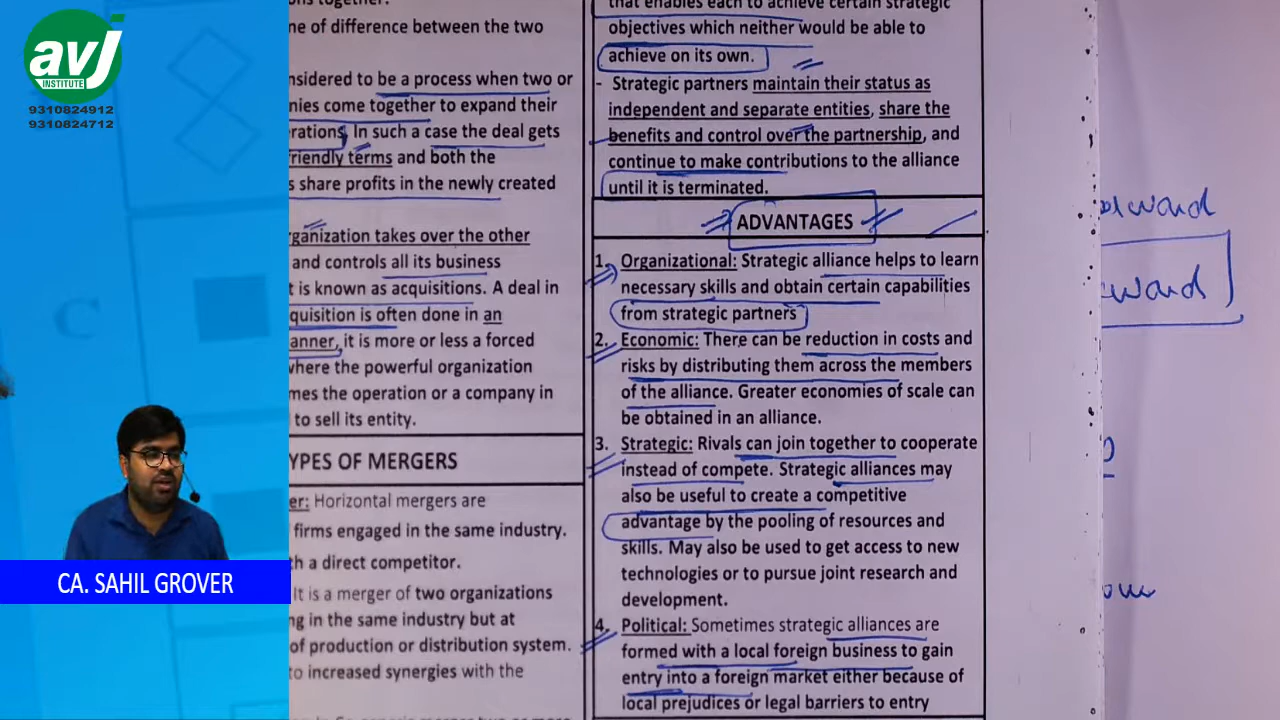 avj
INSTITUTE
9310824912
9310824712
CA. SAHIL GROVER
ne of difference between the two
nsidered to be a process when two or
nies come together to expand their
rations. In such a case the deal gets
riendly terms and both the
s share profits in the newly created
rganization takes over the other
and controls all its business
t is known as acquisitions. A deal in
quisition is often done in an
anner, it is more or less a forced
where the powerful organization
mes the operation or a company in
to sell its entity.
YPES OF MERGERS
er: Horizontal mergers are
firms engaged in the same industry.
h a direct competitor.
It is a merger of two organizations
ng in the same industry but at
of production or distribution system.
to increased synergies with the
that enables each to achieve certain strategic
objectives which neither would be able to
achieve on its own.
- Strategic partners maintain their status as
independent and separate entities, share the
benefits and control over the partnership, and
continue to make contributions to the alliance
until it is terminated.
ADVANTAGES
1. Organizational: Strategic alliance helps to learn
necessary skills and obtain certain capabilities
from strategic partners
2. Economic: There can be reduction in costs and
risks by distributing them across the members
of the alliance. Greater economies of scale can
be obtained in an alliance.
3. Strategic: Rivals can join together to cooperate
instead of compete. Strategic alliances may
also be useful to create a competitive
advantage by the pooling of resources and
skills. May also be used to get access to new
technologies or to pursue joint research and
development.
4. Political: Sometimes strategic alliances are
formed with a local foreign business to gain
entry into a foreign market either because of
local prejudices or legal barriers to entry